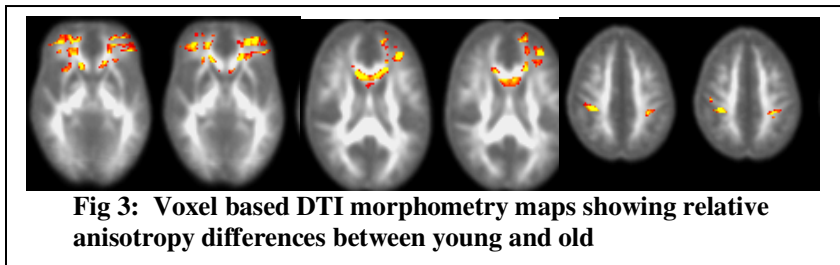 Fig 3: Voxel based DTI morphometry maps showing relative
anisotropy differences between young and old